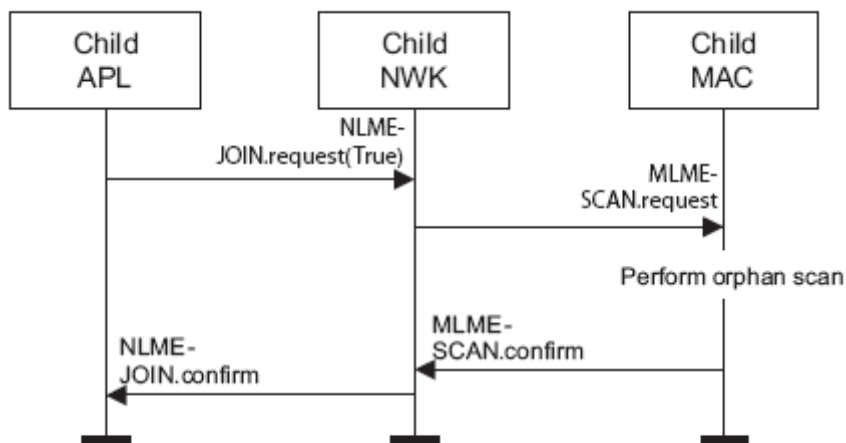 Child
APL
Child
NWK
Child
MAC
NLME-
JOIN.request(True)
MLME-
SCAN.request
Perform orphan scan
MLME-
SCAN.confirm
NLME-
JOIN.confirm